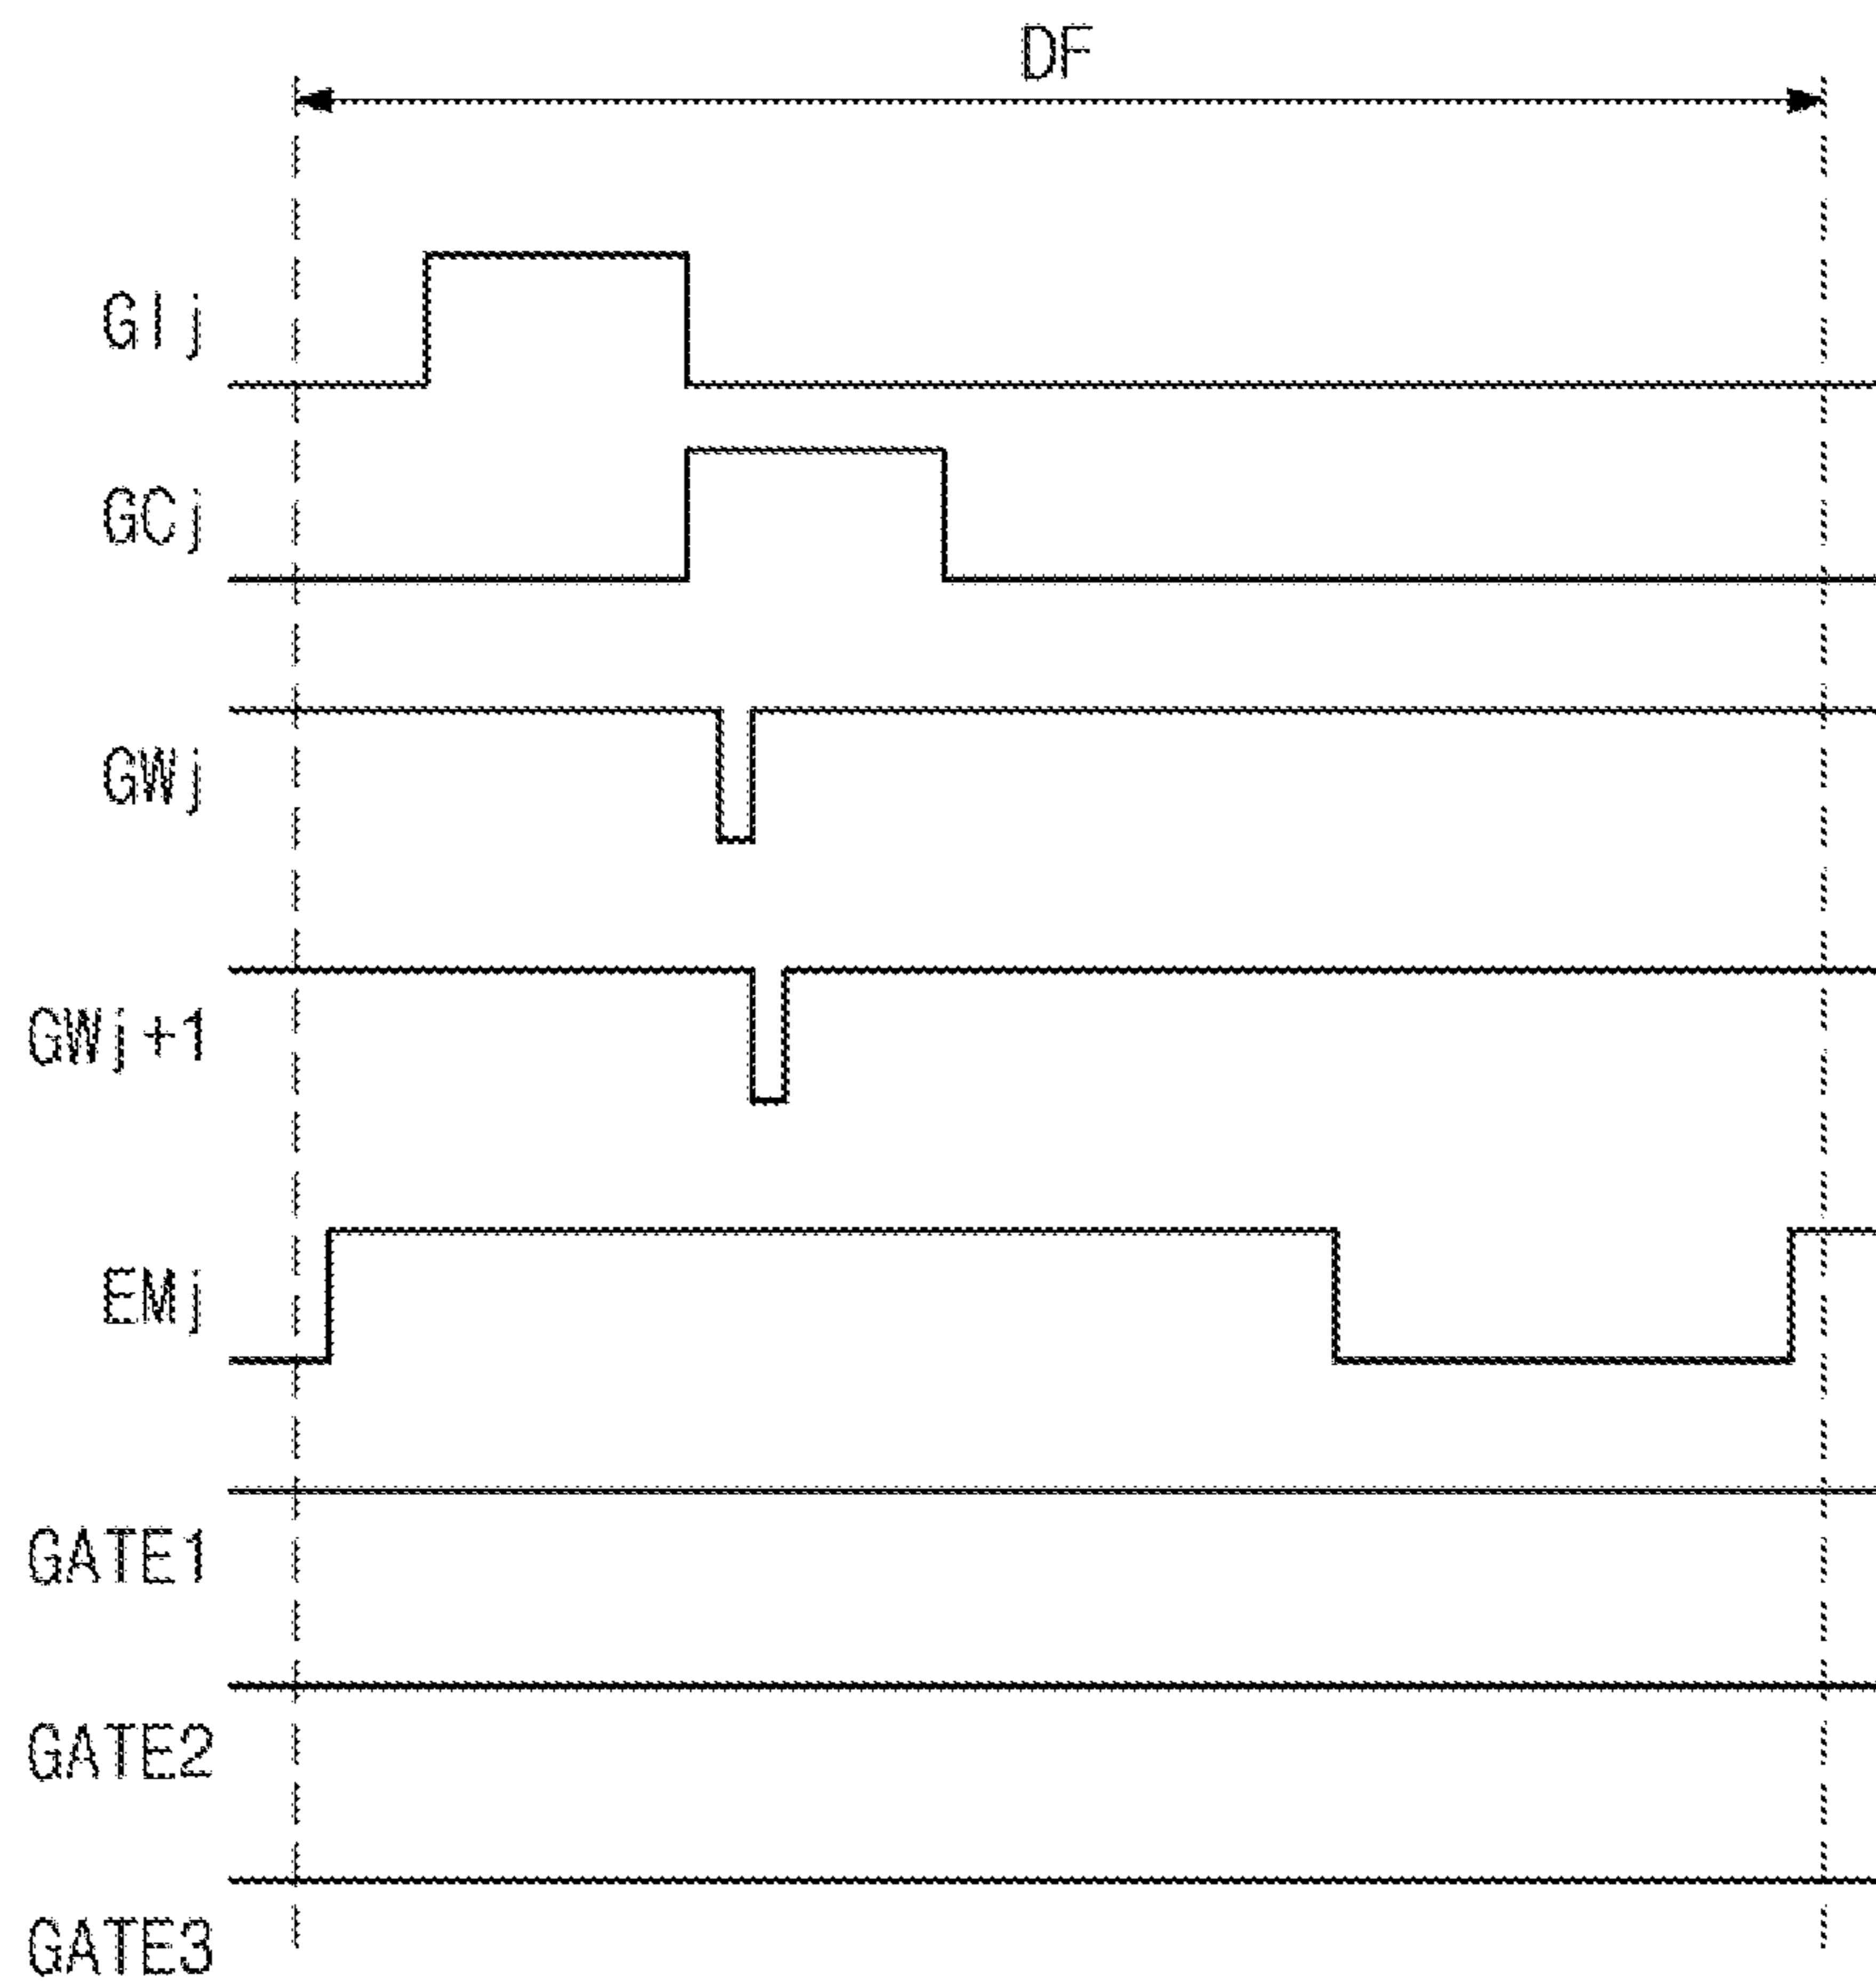 DF
GIj
GCj
GWj
GWj+1
EMj
GATE1
GATE2
GATE3